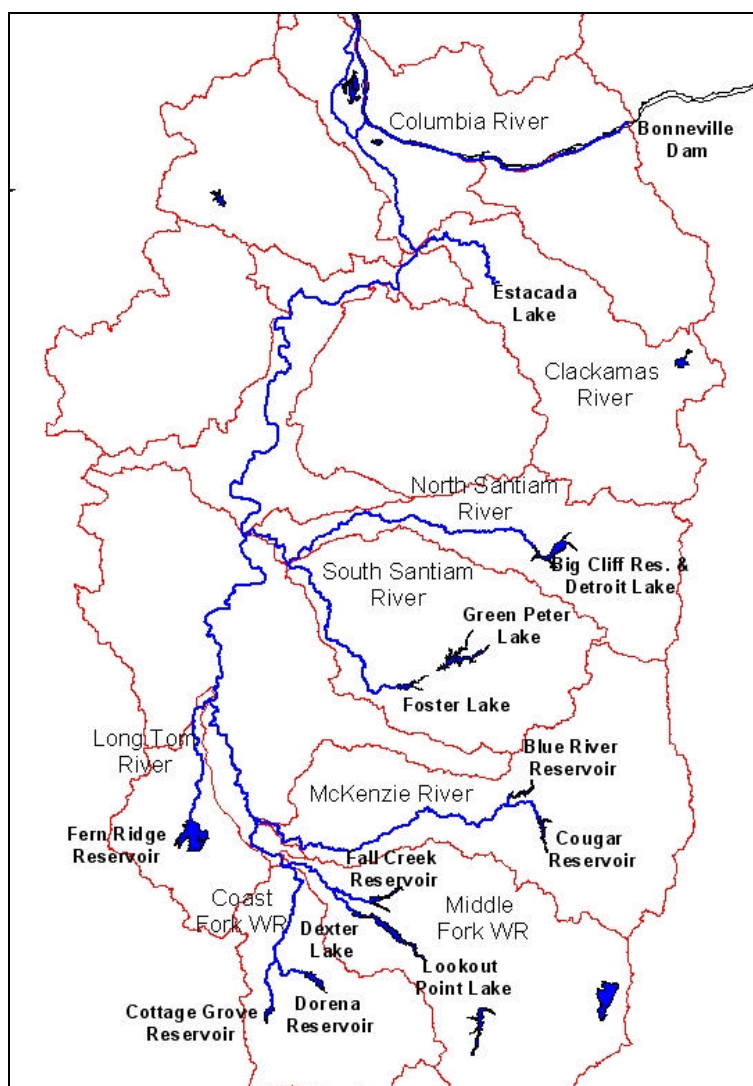 Columbia River
Bonneville
Dam
Estacada
Lake
Clackamas
River
North Santiam
River
Big Cliff Res. &
Detroit Lake
South Santiam
River
Green Peter
Lake
Foster Lake
Long Tom
River
Blue River
Reservoir
McKenzie River
Fern Ridge
Reservoir
Cougar
Reservoir
Fall Creek
Reservoir
Coast
Fork WR
Middle
Fork WR
Dexter
Lake
Lookout
Point Lake
Cottage Grove
Reservoir
Dorena
Reservoir